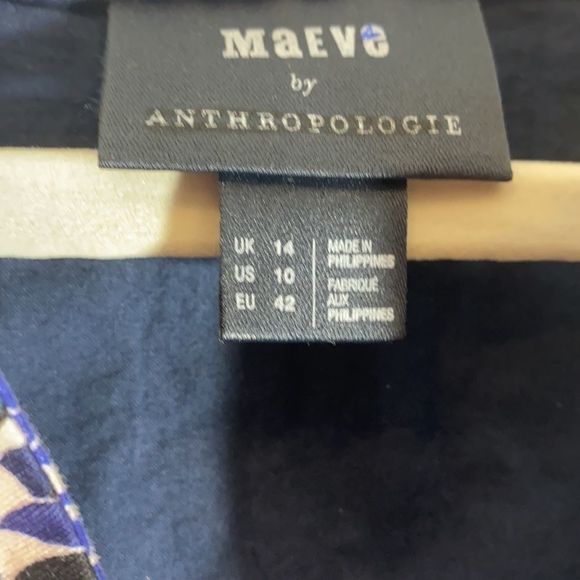 MaEVe
by
ANTHROPOLOGIE
UK 14
US 10
EU 42
MADE IN
PHILIPPINES
FABRIQUÉ
AUX
PHILIPPINES